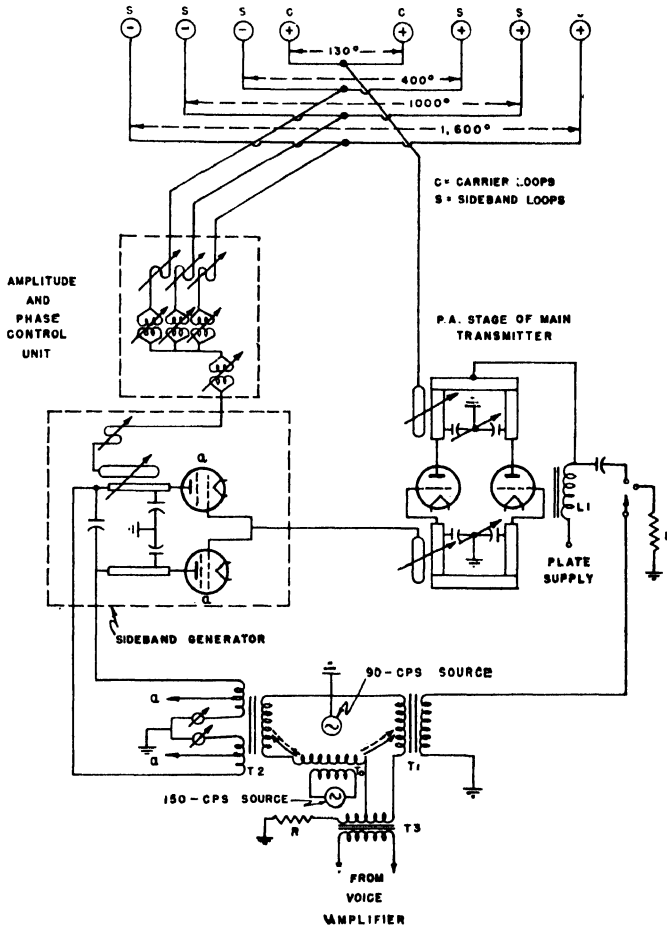 S S S C C S S
− − − + + + + +
130°
400°
1000°
1,600°
C = CARRIER LOOPS
S = SIDEBAND LOOPS
AMPLITUDE
AND
PHASE
CONTROL
UNIT
P.A. STAGE OF MAIN
TRANSMITTER
a
L1
PLATE
SUPPLY
a
SIDEBAND GENERATOR
90-CPS SOURCE
a
a
T2
T1
150-CPS SOURCE
R
T3
FROM
VOICE
AMPLIFIER